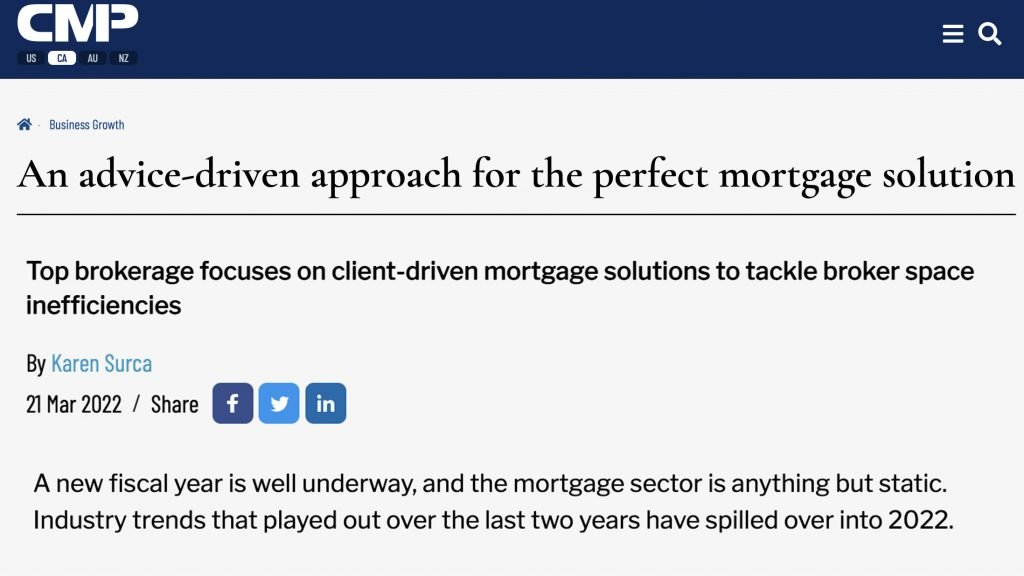 CMP
US CA AU NZ
Business Growth
An advice-driven approach for the perfect mortgage solution
Top brokerage focuses on client-driven mortgage solutions to tackle broker space
inefficiencies
By Karen Surca
21 Mar 2022 / Share
A new fiscal year is well underway, and the mortgage sector is anything but static.
Industry trends that played out over the last two years have spilled over into 2022.